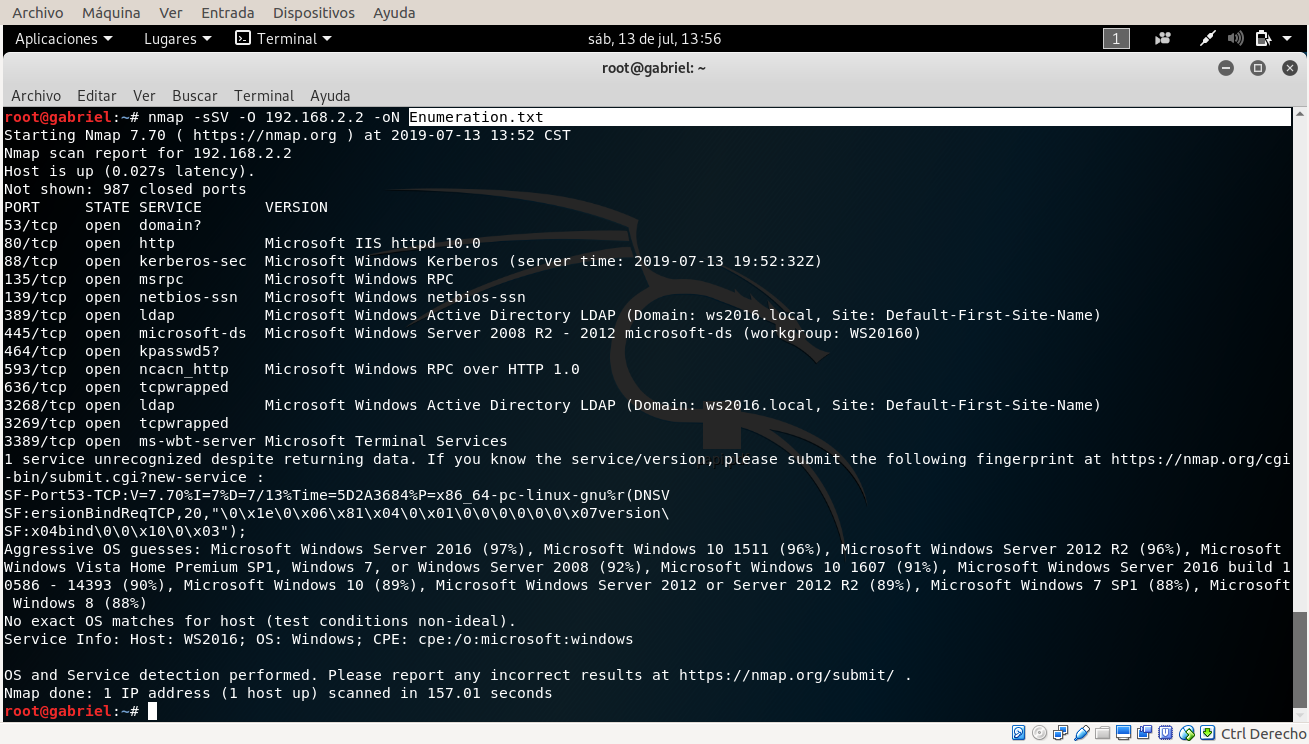 Archivo Máquina Ver Entrada Dispositivos Ayuda
Aplicaciones Lugares Terminal sáb, 13 de jul, 13:56 1
root@gabriel: ~
Archivo Editar Ver Buscar Terminal Ayuda
root@gabriel:~# nmap -sSV -O 192.168.2.2 -oN Enumeration.txt
Starting Nmap 7.70 ( https://nmap.org ) at 2019-07-13 13:52 CST
Nmap scan report for 192.168.2.2
Host is up (0.027s latency).
Not shown: 987 closed ports
PORT     STATE SERVICE       VERSION
53/tcp   open  domain?
80/tcp   open  http          Microsoft IIS httpd 10.0
88/tcp   open  kerberos-sec  Microsoft Windows Kerberos (server time: 2019-07-13 19:52:32Z)
135/tcp  open  msrpc         Microsoft Windows RPC
139/tcp  open  netbios-ssn   Microsoft Windows netbios-ssn
389/tcp  open  ldap          Microsoft Windows Active Directory LDAP (Domain: ws2016.local, Site: Default-First-Site-Name)
445/tcp  open  microsoft-ds  Microsoft Windows Server 2008 R2 - 2012 microsoft-ds (workgroup: WS20160)
464/tcp  open  kpasswd5?
593/tcp  open  ncacn_http    Microsoft Windows RPC over HTTP 1.0
636/tcp  open  tcpwrapped
3268/tcp open  ldap          Microsoft Windows Active Directory LDAP (Domain: ws2016.local, Site: Default-First-Site-Name)
3269/tcp open  tcpwrapped
3389/tcp open  ms-wbt-server Microsoft Terminal Services
1 service unrecognized despite returning data. If you know the service/version, please submit the following fingerprint at https://nmap.org/cgi
-bin/submit.cgi?new-service :
SF-Port53-TCP:V=7.70%I=7%D=7/13%Time=5D2A3684%P=x86_64-pc-linux-gnu%r(DNSV
SF:ersionBindReqTCP,20,"\0\x1e\0\x06\x81\x04\0\x01\0\0\0\0\0\0\x07version\
SF:x04bind\0\0\x10\0\x03");
Aggressive OS guesses: Microsoft Windows Server 2016 (97%), Microsoft Windows 10 1511 (96%), Microsoft Windows Server 2012 R2 (96%), Microsoft
Windows Vista Home Premium SP1, Windows 7, or Windows Server 2008 (92%), Microsoft Windows 10 1607 (91%), Microsoft Windows Server 2016 build 1
0586 - 14393 (90%), Microsoft Windows 10 (89%), Microsoft Windows Server 2012 or Server 2012 R2 (89%), Microsoft Windows 7 SP1 (88%), Microsoft
 Windows 8 (88%)
No exact OS matches for host (test conditions non-ideal).
Service Info: Host: WS2016; OS: Windows; CPE: cpe:/o:microsoft:windows
OS and Service detection performed. Please report any incorrect results at https://nmap.org/submit/ .
Nmap done: 1 IP address (1 host up) scanned in 157.01 seconds
root@gabriel:~#
Ctrl Derecho